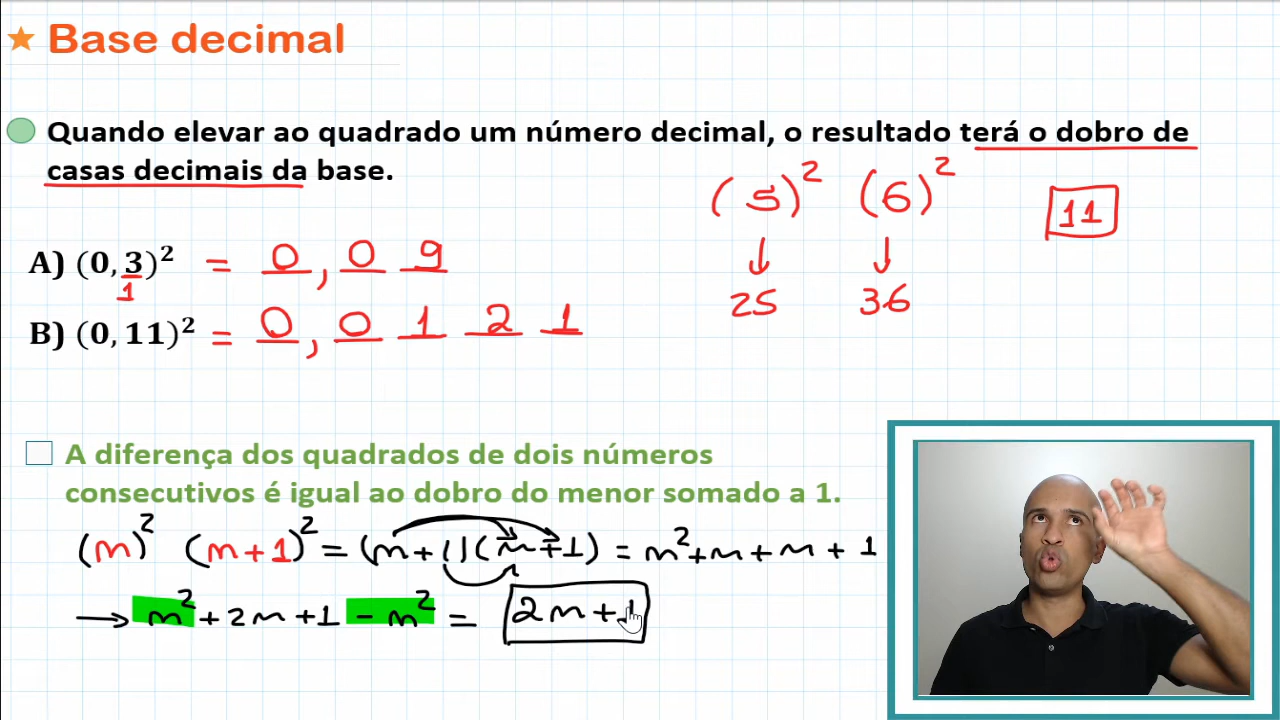 Base decimal
Quando elevar ao quadrado um número decimal, o resultado terá o dobro de
casas decimais da base.
(5)² (6)² 11
25 36
A) (0,3)² = 0,09
1
B) (0,11)² = 0,0121
A diferença dos quadrados de dois números
consecutivos é igual ao dobro do menor somado a 1.
(m)² (m+1)² = (m+1)(m+1) = m²+m+m+1
→ m²+2m+1-m² = 2m+1